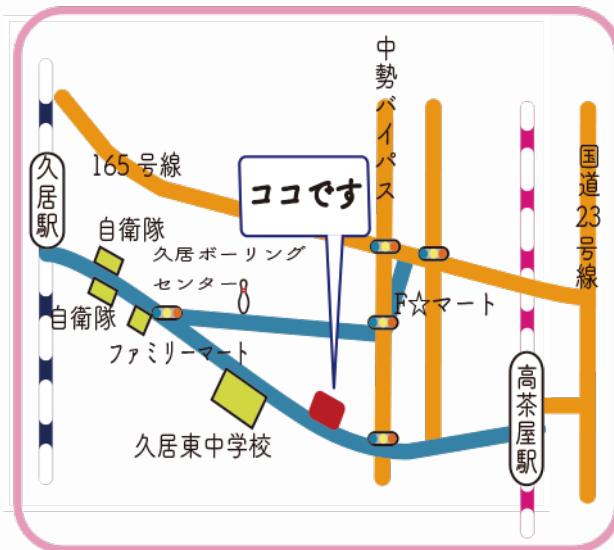 中勢バイパス
久居駅
165号線
国道23号線
ココです
自衛隊
久居ボーリング
センター
自衛隊
F☆マート
ファミリーマート
高茶屋駅
久居東中学校